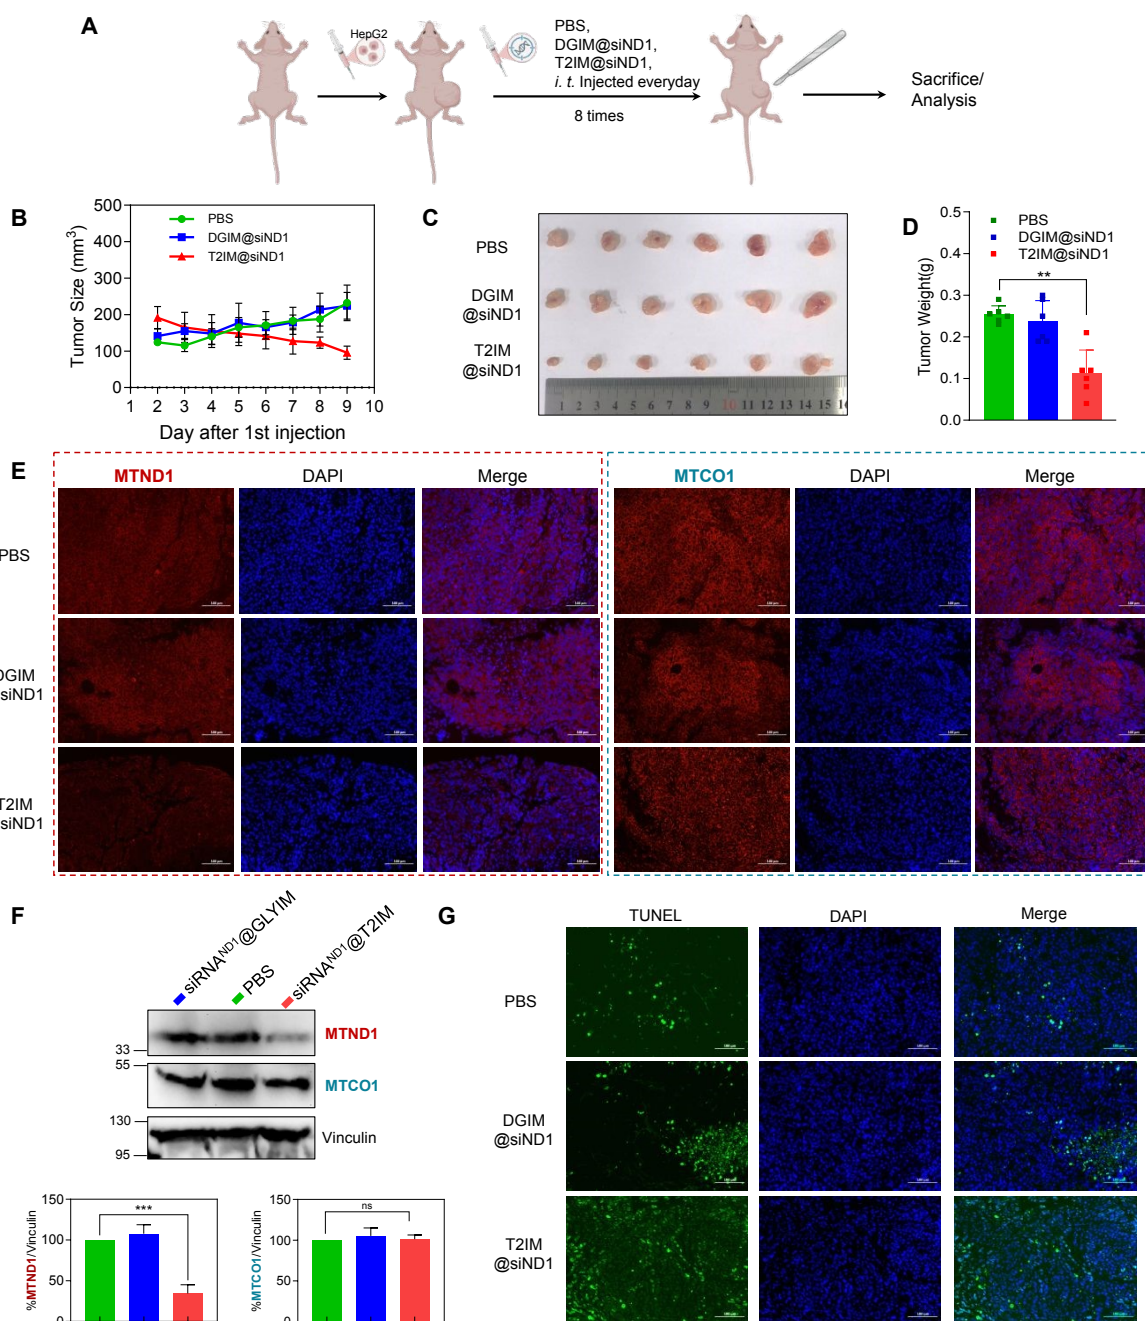 A
HepG2
PBS,
DGIM@siND1,
T2IM@siND1,
i. t. Injected everyday
8 times
Sacrifice/
Analysis
B
Tumor Size (mm3)
500
400
300
200
100
0
PBS
DGIM@siND1
T2IM@siND1
1 2 3 4 5 6 7 8 9 10
Day after 1st injection
C
PBS
DGIM
@siND1
T2IM
@siND1
1 2 3 4 5 6 7 8 9 10 11 12 13 14 15 16
D
PBS
DGIM@siND1
T2IM@siND1
Tumor Weight(g)
0.5
0.4
0.3
0.2
0.1
0.0
**
E
MTND1 DAPI Merge
MTCO1 DAPI Merge
PBS
DGIM
siND1
T2IM
siND1
F
siRNAND1@GLYIM
PBS
siRNAND1@T2IM
MTND1
33
55
MTCO1
130
Vinculin
95
%MTND1/Vinculin
150
100
50
0
***
%MTCO1/Vinculin
150
100
50
0
ns
G
TUNEL DAPI Merge
PBS
DGIM
@siND1
T2IM
@siND1